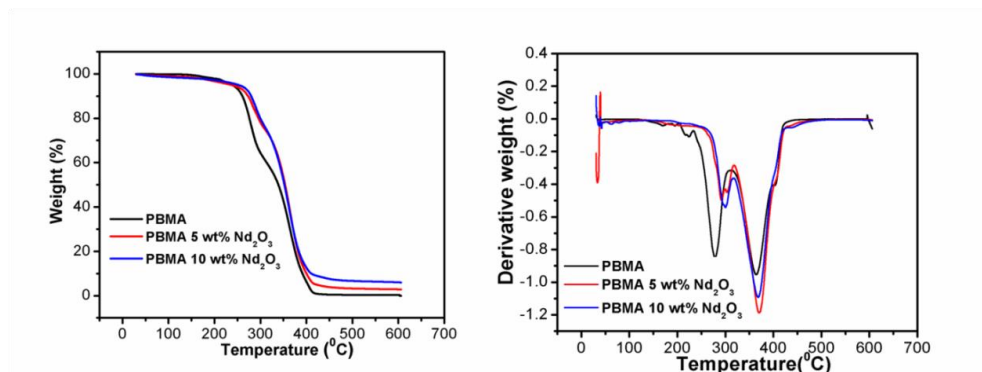 100
80
60
40
20
0
Weight (%)
PBMA
PBMA 5 wt% Nd2O3
PBMA 10 wt% Nd2O3
0 100 200 300 400 500 600 700
Temperature (⁰C)
0.4
0.2
0.0
-0.2
-0.4
-0.6
-0.8
-1.0
-1.2
Derivative weight (%)
PBMA
PBMA 5 wt% Nd2O3
PBMA 10 wt% Nd2O3
0 100 200 300 400 500 600 700
Temperature(⁰C)